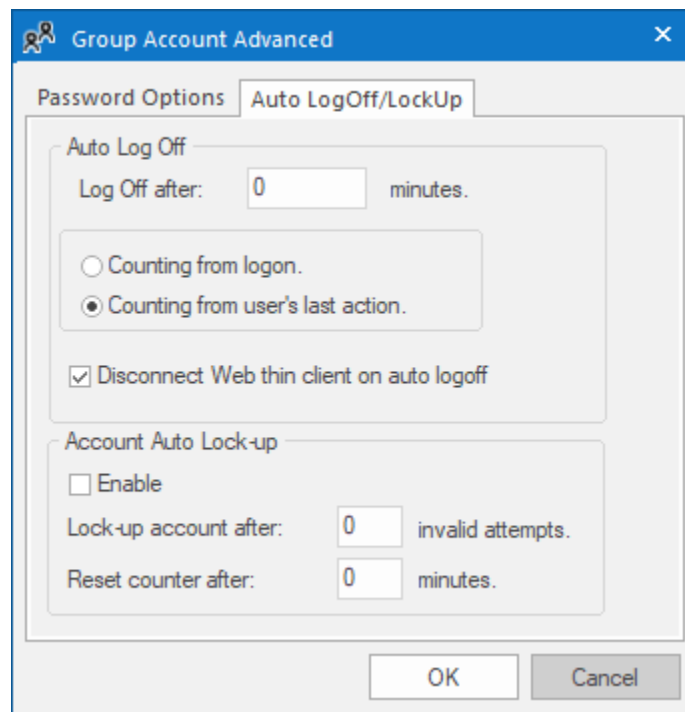 Group Account Advanced
Password Options Auto LogOff/LockUp
Auto Log Off
Log Off after: 0 minutes.
Counting from logon.
Counting from user's last action.
Disconnect Web thin client on auto logoff
Account Auto Lock-up
Enable
Lock-up account after: 0 invalid attempts.
Reset counter after: 0 minutes.
OK Cancel